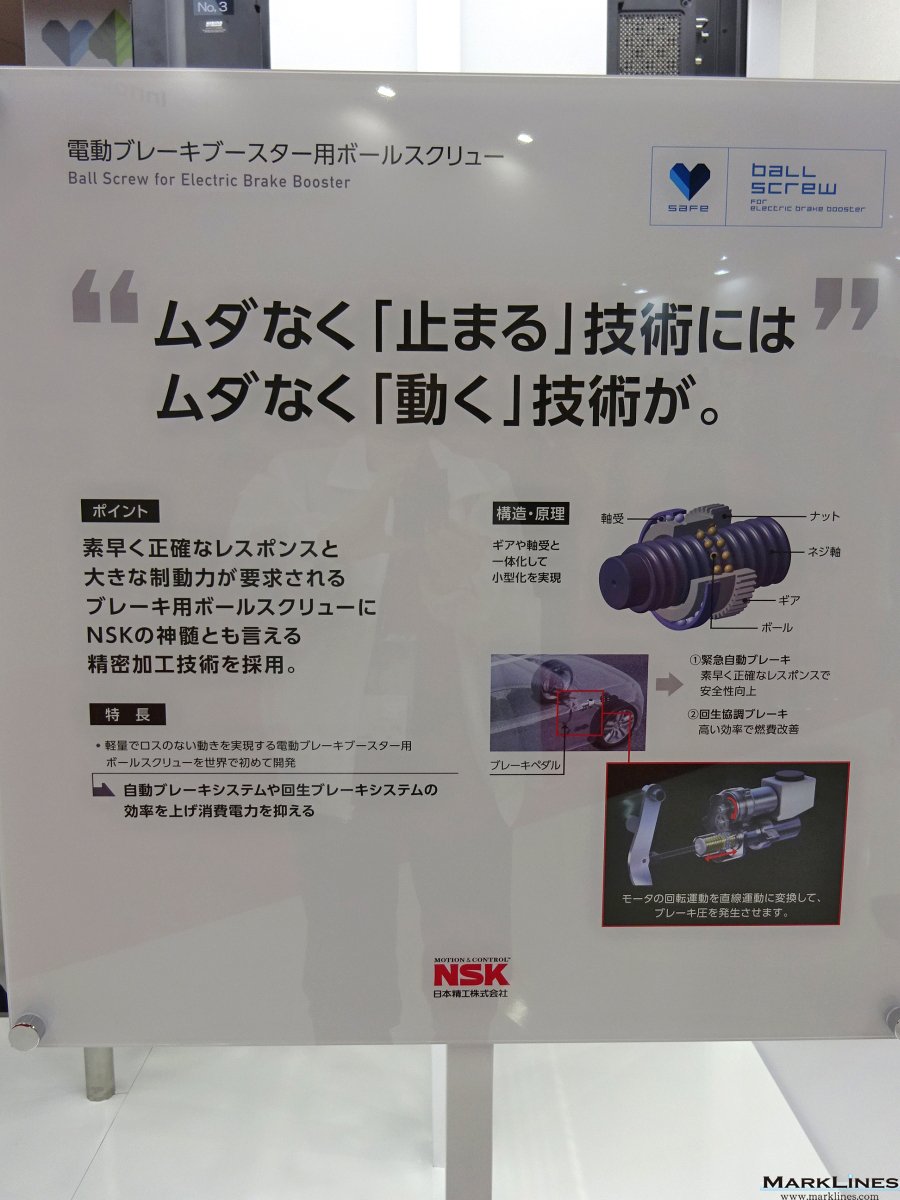 No.3
電動ブレーキブースター用ボールスクリュー
Ball Screw for Electric Brake Booster
safe
ball
screw
for
electric brake booster
“ムダなく「止まる」技術には”
ムダなく「動く」技術が。
ポイント
素早く正確なレスポンスと
大きな制動力が要求される
ブレーキ用ボールスクリューに
NSKの神髄とも言える
精密加工技術を採用。
特長
・軽量でロスのない動きを実現する電動ブレーキブースター用
ボールスクリューを世界で初めて開発
自動ブレーキシステムや回生ブレーキシステムの
効率を上げ消費電力を抑える
構造・原理
ギアや軸受と
一体化して
小型化を実現
軸受
ナット
ネジ軸
ギア
ボール
ブレーキペダル
①緊急自動ブレーキ
素早く正確なレスポンスで
安全性向上
②回生協調ブレーキ
高い効率で燃費改善
モータの回転運動を直線運動に変換して、
ブレーキ圧を発生させます。
MOTION & CONTROL™
NSK
日本精工株式会社
MARKLINES
www.marklines.com